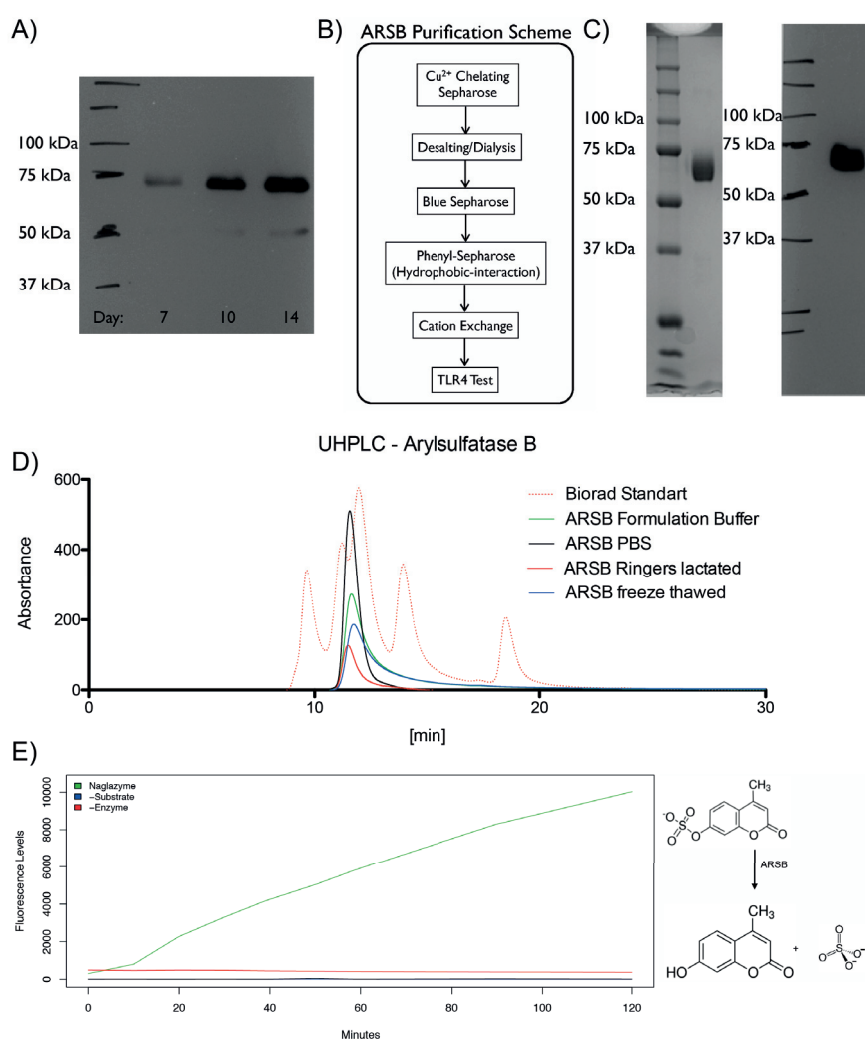 A)
100 kDa
75 kDa
50 kDa
37 kDa
Day: 7 10 14
B)
ARSB Purification Scheme
Cu2+ Chelating
Sepharose
Desalting/Dialysis
Blue Sepharose
Phenyl-Sepharose
(Hydrophobic-interaction)
Cation Exchange
TLR4 Test
C)
100 kDa
75 kDa
50 kDa
37 kDa
100 kDa
75 kDa
50 kDa
37 kDa
D)
UHPLC - Arylsulfatase B
Absorbance
600
400
200
0
0 10 20 30
[min]
Biorad Standart
ARSB Formulation Buffer
ARSB PBS
ARSB Ringers lactated
ARSB freeze thawed
E)
Fluorescence Levels
10000
8000
6000
4000
2000
0
Naglazyme
-Substrate
-Enzyme
0 20 40 60 80 100 120
Minutes
CH3
O
O
-O
S
O
O
O
ARSB
CH3
HO
O
O
+
O
O
S
O-
O-